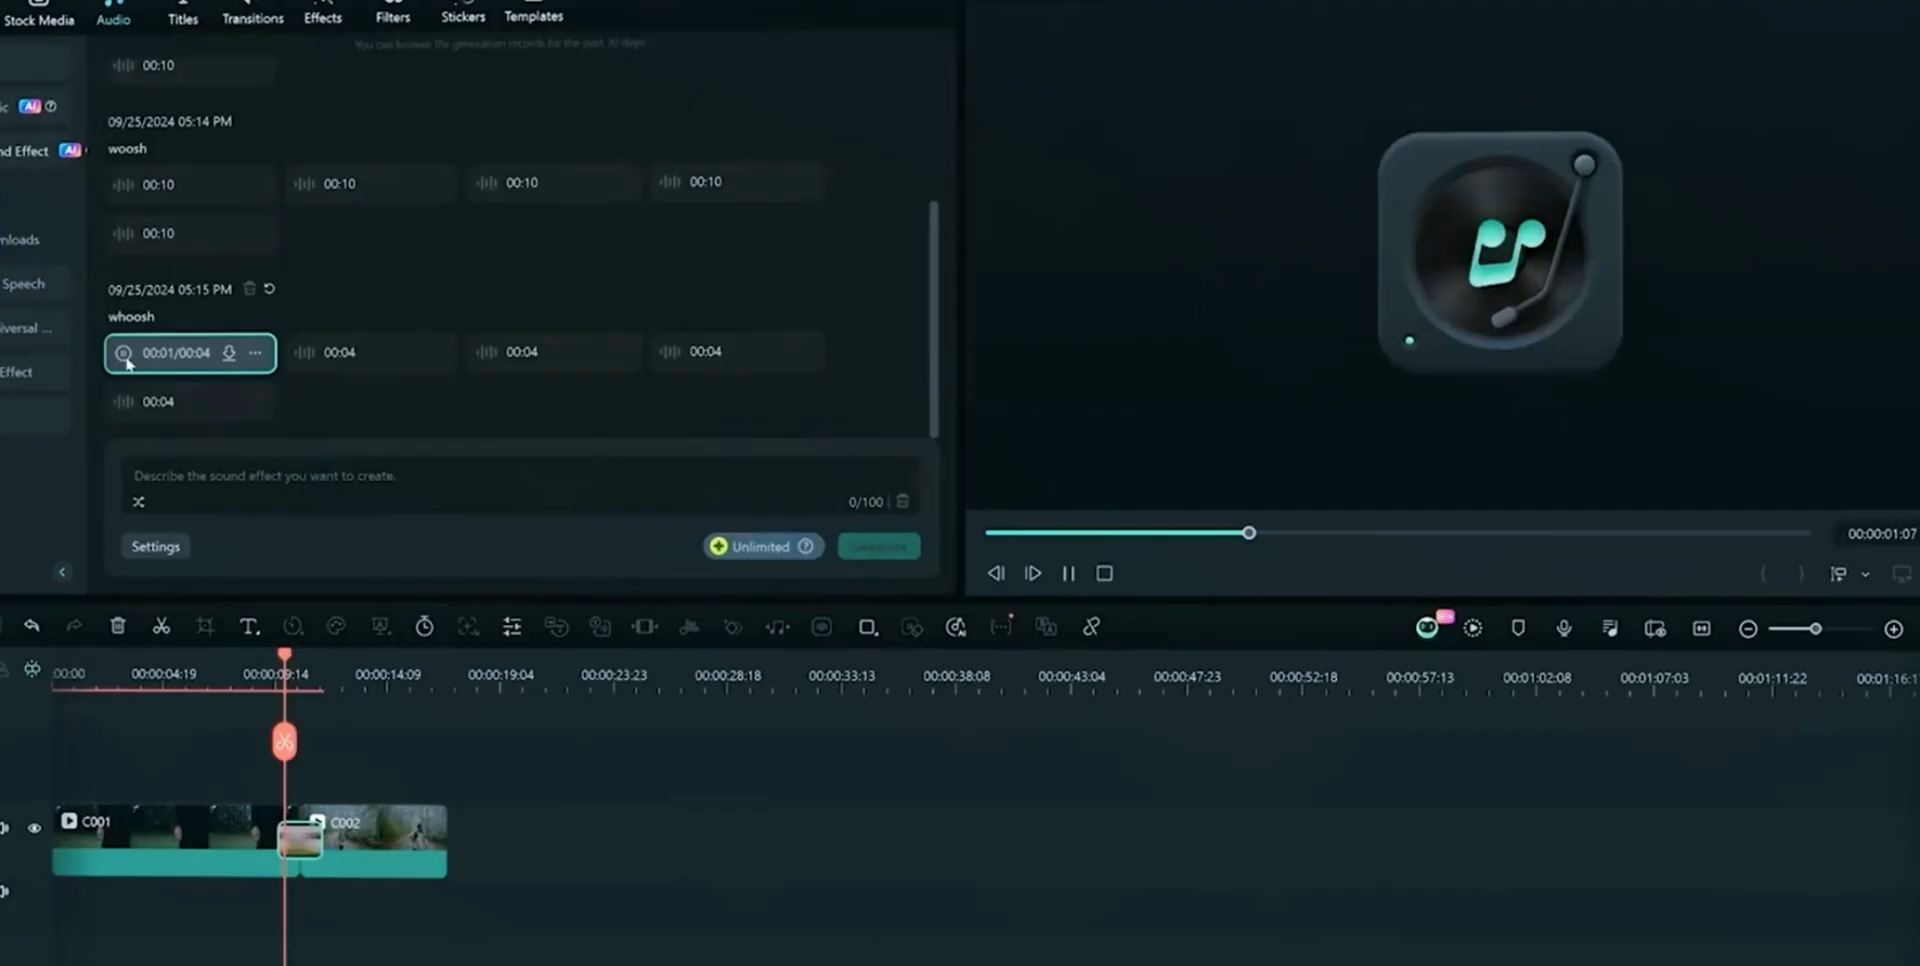 Stock Media
Audio
Titles
Transitions
Effects
Filters
Stickers
Templates
You can browse the generation records for the past 30 days.
00:10
ic AI
09/25/2024 05:14 PM
nd Effect AI
woosh
00:10
00:10
00:10
00:10
00:10
nloads
Speech
09/25/2024 05:15 PM
whoosh
iversal ...
00:01/00:04
00:04
00:04
00:04
Effect
00:04
Describe the sound effect you want to create.
0/100
Settings
Unlimited
00:00:01:07
:00:00
00:00:04:19
00:00:09:14
00:00:14:09
00:00:19:04
00:00:23:23
00:00:28:18
00:00:33:13
00:00:38:08
00:00:43:04
00:00:47:23
00:00:52:18
00:00:57:13
00:01:02:08
00:01:07:03
00:01:11:22
00:01:16:1
C001
C002